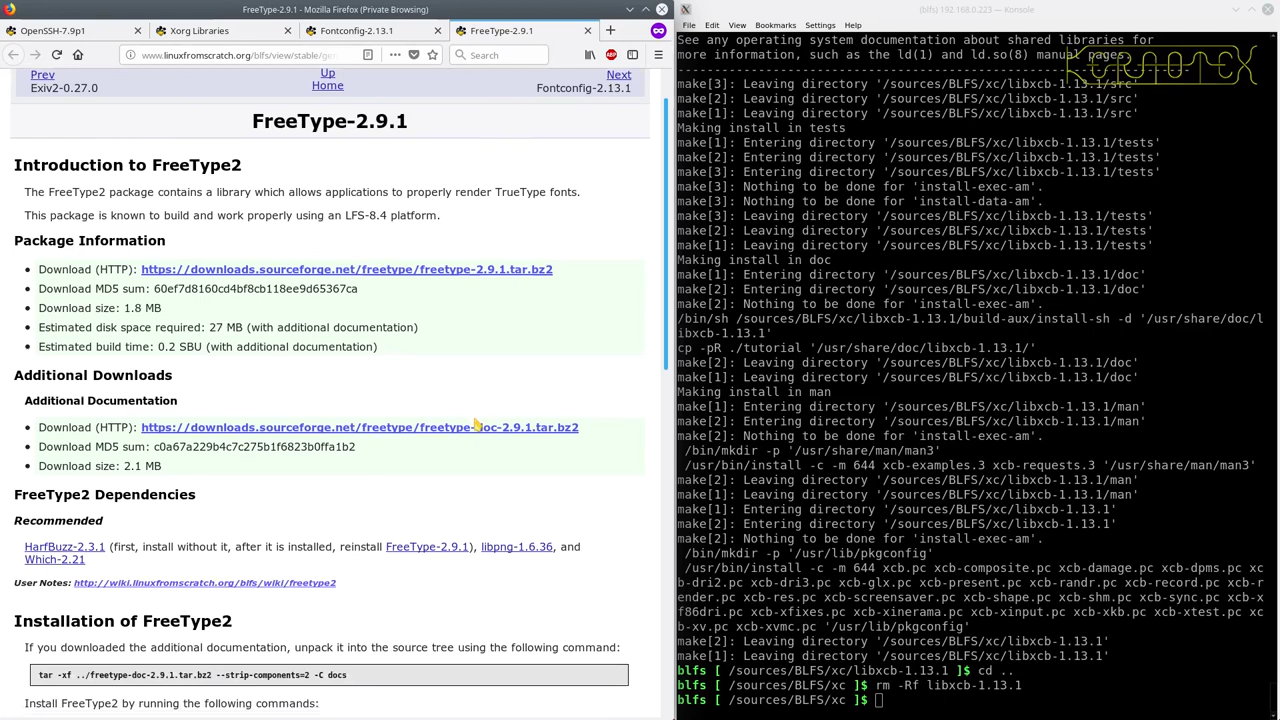 FreeType-2.9.1 - Mozilla Firefox (Private Browsing)
OpenSSH-7.9p1
Xorg Libraries
Fontconfig-2.13.1
FreeType-2.9.1
www.linuxfromscratch.org/blfs/view/stable/ge
Search
Prev
Up
Next
Exiv2-0.27.0
Home
Fontconfig-2.13.1
FreeType-2.9.1
Introduction to FreeType2
The FreeType2 package contains a library which allows applications to properly render TrueType fonts.
This package is known to build and work properly using an LFS-8.4 platform.
Package Information
Download (HTTP): https://downloads.sourceforge.net/freetype/freetype-2.9.1.tar.bz2
Download MD5 sum: 60ef7d8160cd4bf8cb118ee9d65367ca
Download size: 1.8 MB
Estimated disk space required: 27 MB (with additional documentation)
Estimated build time: 0.2 SBU (with additional documentation)
Additional Downloads
Additional Documentation
Download (HTTP): https://downloads.sourceforge.net/freetype/freetype-doc-2.9.1.tar.bz2
Download MD5 sum: c0a67a229b4c7c275b1f6823b0ffa1b2
Download size: 2.1 MB
FreeType2 Dependencies
Recommended
HarfBuzz-2.3.1 (first, install without it, after it is installed, reinstall FreeType-2.9.1), libpng-1.6.36, and
Which-2.21
User Notes: http://wiki.linuxfromscratch.org/blfs/wiki/freetype2
Installation of FreeType2
If you downloaded the additional documentation, unpack it into the source tree using the following command:
tar -xf ../freetype-doc-2.9.1.tar.bz2 --strip-components=2 -C docs
Install FreeType2 by running the following commands:
(blfs) 192.168.0.223 — Konsole
File Edit View Bookmarks Settings Help
See any operating system documentation about shared libraries for
more information, such as the ld(1) and ld.so(8) manual pages.
----------------------------------------------------------------------
make[3]: Leaving directory '/sources/BLFS/xc/libxcb-1.13.1/src'
make[2]: Leaving directory '/sources/BLFS/xc/libxcb-1.13.1/src'
make[1]: Leaving directory '/sources/BLFS/xc/libxcb-1.13.1/src'
Making install in tests
make[1]: Entering directory '/sources/BLFS/xc/libxcb-1.13.1/tests'
make[2]: Entering directory '/sources/BLFS/xc/libxcb-1.13.1/tests'
make[3]: Entering directory '/sources/BLFS/xc/libxcb-1.13.1/tests'
make[3]: Nothing to be done for 'install-exec-am'.
make[3]: Nothing to be done for 'install-data-am'.
make[3]: Leaving directory '/sources/BLFS/xc/libxcb-1.13.1/tests'
make[2]: Leaving directory '/sources/BLFS/xc/libxcb-1.13.1/tests'
make[1]: Leaving directory '/sources/BLFS/xc/libxcb-1.13.1/tests'
Making install in doc
make[1]: Entering directory '/sources/BLFS/xc/libxcb-1.13.1/doc'
make[2]: Entering directory '/sources/BLFS/xc/libxcb-1.13.1/doc'
make[2]: Nothing to be done for 'install-exec-am'.
/bin/sh /sources/BLFS/xc/libxcb-1.13.1/build-aux/install-sh -d '/usr/share/doc/l
ibxcb-1.13.1'
cp -pR ./tutorial '/usr/share/doc/libxcb-1.13.1/'
make[2]: Leaving directory '/sources/BLFS/xc/libxcb-1.13.1/doc'
make[1]: Leaving directory '/sources/BLFS/xc/libxcb-1.13.1/doc'
Making install in man
make[1]: Entering directory '/sources/BLFS/xc/libxcb-1.13.1/man'
make[2]: Entering directory '/sources/BLFS/xc/libxcb-1.13.1/man'
make[2]: Nothing to be done for 'install-exec-am'.
/bin/mkdir -p '/usr/share/man/man3'
/usr/bin/install -c -m 644 xcb-examples.3 xcb-requests.3 '/usr/share/man/man3'
make[2]: Leaving directory '/sources/BLFS/xc/libxcb-1.13.1/man'
make[1]: Leaving directory '/sources/BLFS/xc/libxcb-1.13.1/man'
make[1]: Entering directory '/sources/BLFS/xc/libxcb-1.13.1'
make[2]: Entering directory '/sources/BLFS/xc/libxcb-1.13.1'
make[2]: Nothing to be done for 'install-exec-am'.
/bin/mkdir -p '/usr/lib/pkgconfig'
/usr/bin/install -c -m 644 xcb.pc xcb-composite.pc xcb-damage.pc xcb-dpms.pc xc
b-dri2.pc xcb-dri3.pc xcb-glx.pc xcb-present.pc xcb-randr.pc xcb-record.pc xcb-r
ender.pc xcb-res.pc xcb-screensaver.pc xcb-shape.pc xcb-shm.pc xcb-sync.pc xcb-x
f86dri.pc xcb-xfixes.pc xcb-xinerama.pc xcb-xinput.pc xcb-xkb.pc xcb-xtest.pc xc
b-xv.pc xcb-xvmc.pc '/usr/lib/pkgconfig'
make[2]: Leaving directory '/sources/BLFS/xc/libxcb-1.13.1'
make[1]: Leaving directory '/sources/BLFS/xc/libxcb-1.13.1'
blfs [ /sources/BLFS/xc/libxcb-1.13.1 ]$ cd ..
blfs [ /sources/BLFS/xc ]$ rm -Rf libxcb-1.13.1
blfs [ /sources/BLFS/xc ]$